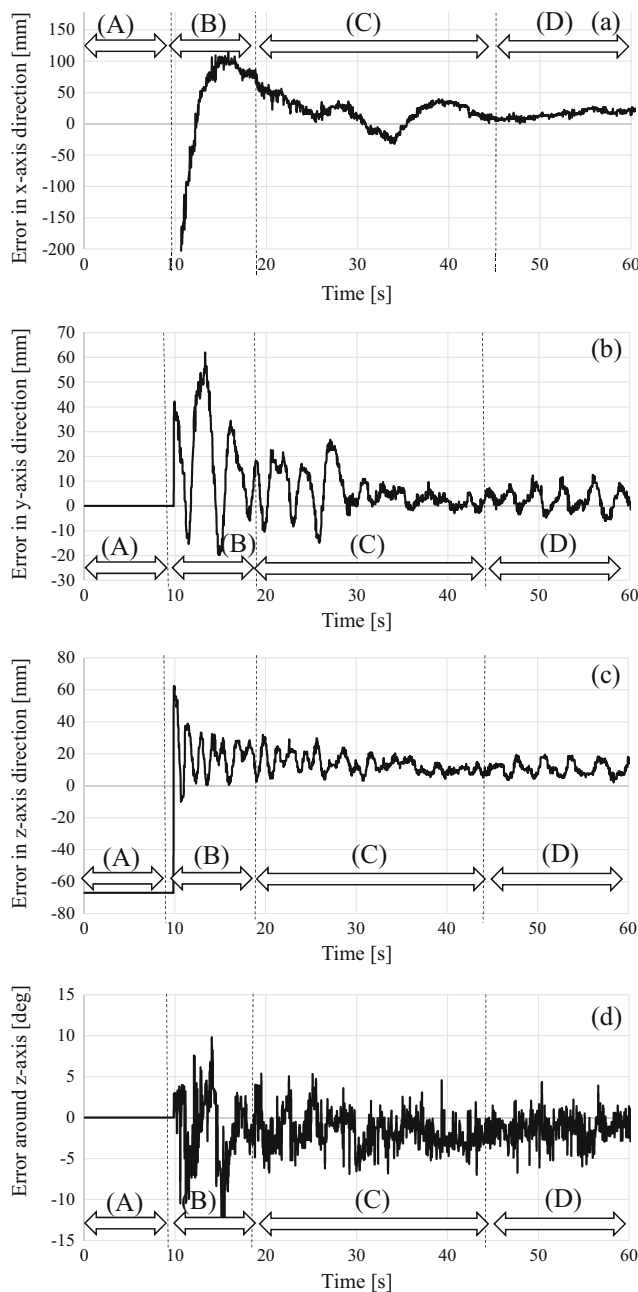 (A) (B) (C) (D) (a)
150
100
50
0
-50
-100
-150
-200
Error in x-axis direction [mm]
0 10 20 30 40 50 60
Time [s]
(b)
70
60
50
40
30
20
10
0
-10
-20
-30
Error in y-axis direction [mm]
(A) (B) (C) (D)
0 10 20 30 40 50 60
Time [s]
(c)
80
60
40
20
0
-20
-40
-60
-80
Error in z-axis direction [mm]
(A) (B) (C) (D)
0 10 20 30 40 50 60
Time [s]
(d)
15
10
5
0
-5
-10
-15
Error around z-axis [deg]
(A) (B) (C) (D)
0 10 20 30 40 50 60
Time [s]